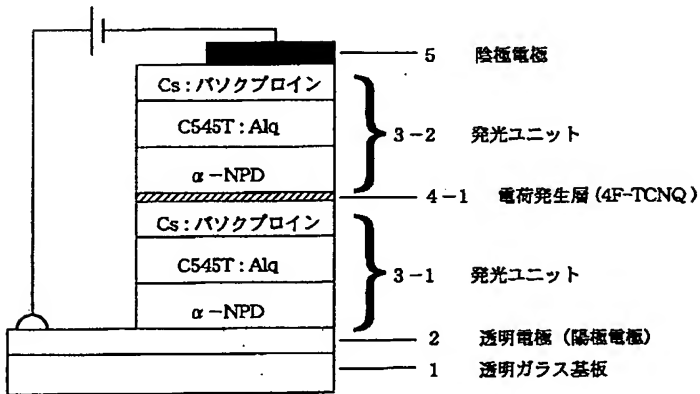 5 陰極電極
Cs:バソクプロイン
C545T:Alq
3-2 発光ユニット
α-NPD
4-1 電荷発生層(4F-TCNQ)
Cs:バソクプロイン
C545T:Alq
3-1 発光ユニット
α-NPD
2 透明電極 (陽極電極)
1 透明ガラス基板